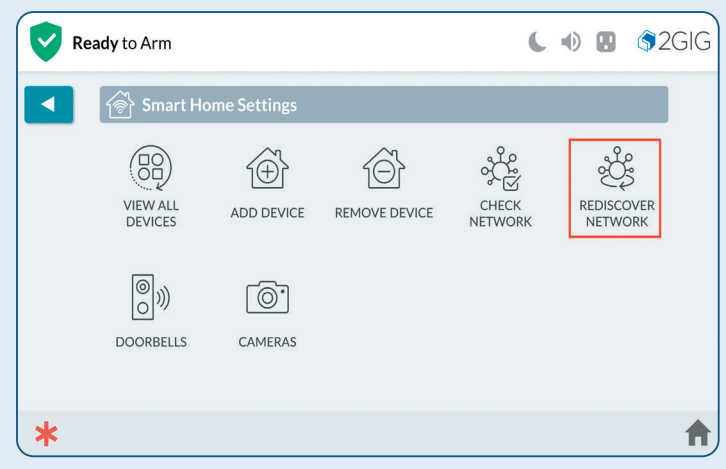 Ready to Arm
2GIG
Smart Home Settings
VIEW ALL
DEVICES
ADD DEVICE
REMOVE DEVICE
CHECK
NETWORK
REDISCOVER
NETWORK
DOORBELLS
CAMERAS